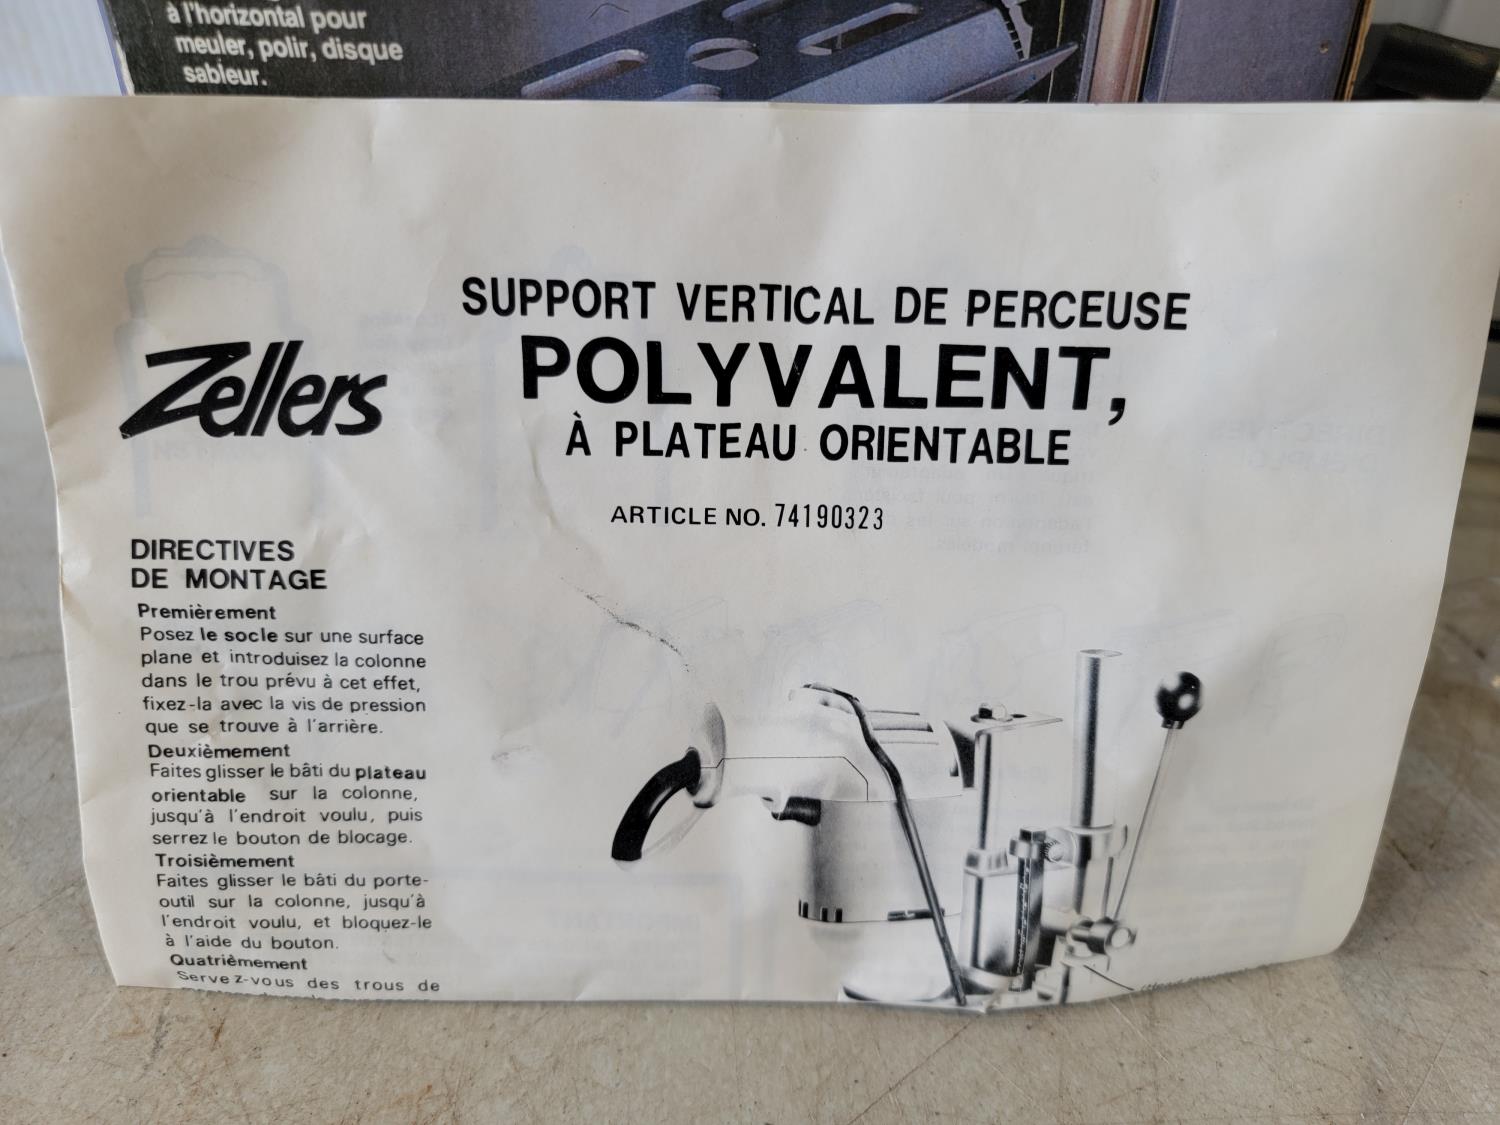 à l'horizontal pour
meuler, polir, disque
sableur.
Zellers
SUPPORT VERTICAL DE PERCEUSE
POLYVALENT,
À PLATEAU ORIENTABLE
ARTICLE NO. 74190323
DIRECTIVES
DE MONTAGE
Premièrement
Posez le socle sur une surface
plane et introduisez la colonne
dans le trou prévu à cet effet,
fixez-la avec la vis de pression
que se trouve à l'arrière.
Deuxièmement
Faites glisser le bâti du plateau
orientable sur la colonne,
jusqu'à l'endroit voulu, puis
serrez le bouton de blocage.
Troisièmement
Faites glisser le bâti du porte-
outil sur la colonne, jusqu'à
l'endroit voulu, et bloquez-le
à l'aide du bouton.
Quatrièmement
Servez-vous des trous de